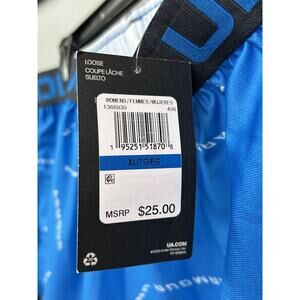 LOOSE
COUPE LÂCHE
SUELTO
WOMENS/FEMMES/MUJERES
1366939 406
1 95251 51870 8
XL/TG/EG
MSRP $25.00
UA.COM